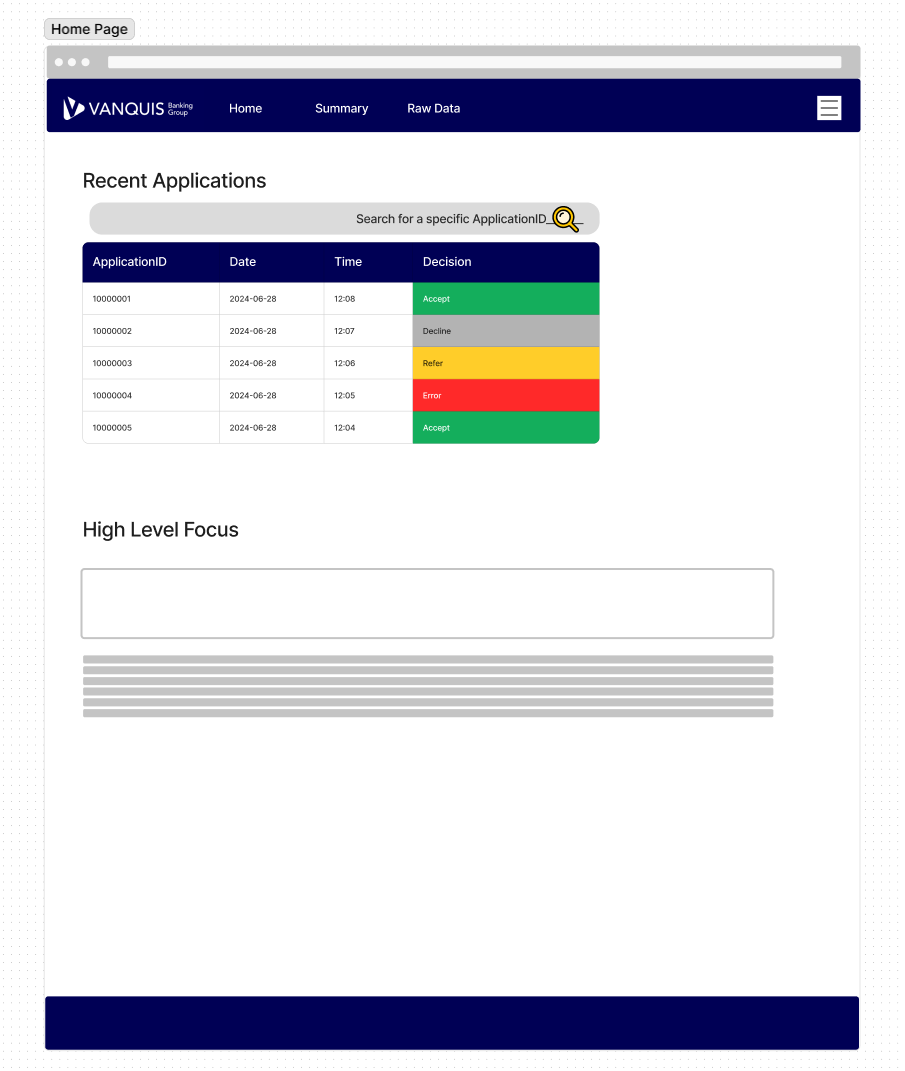 Home Page
VANQUIS Banking Group
Home Summary Raw Data
Recent Applications
Search for a specific ApplicationID__
ApplicationID Date Time Decision
10000001 2024-06-28 12:08 Accept
10000002 2024-06-28 12:07 Decline
10000003 2024-06-28 12:06 Refer
10000004 2024-06-28 12:05 Error
10000005 2024-06-28 12:04 Accept
High Level Focus